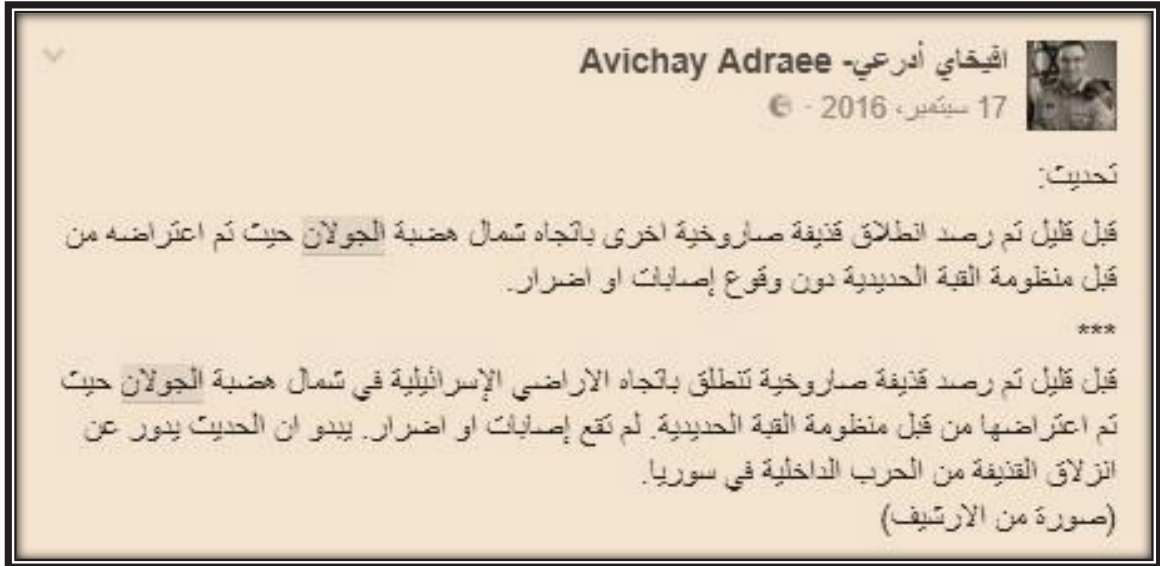 افيخاي أدرعي- Avichay Adraee
17 سبتمبر، 2016 ·
تحديث:
قبل قليل تم رصد انطلاق قذيفة صاروخية اخرى باتجاه شمال هضبة الجولان حيث تم اعتراضه من
قبل منظومة القبة الحديدية دون وقوع إصابات او اضرار.
***
قبل قليل تم رصد قذيفة صاروخية تنطلق باتجاه الاراضي الإسرائيلية في شمال هضبة الجولان حيث
تم اعتراضها من قبل منظومة القبة الحديدية. لم تقع إصابات او اضرار. يبدو ان الحديث يدور عن
انزلاق القذيفة من الحرب الداخلية في سوريا.
(صورة من الارشيف)